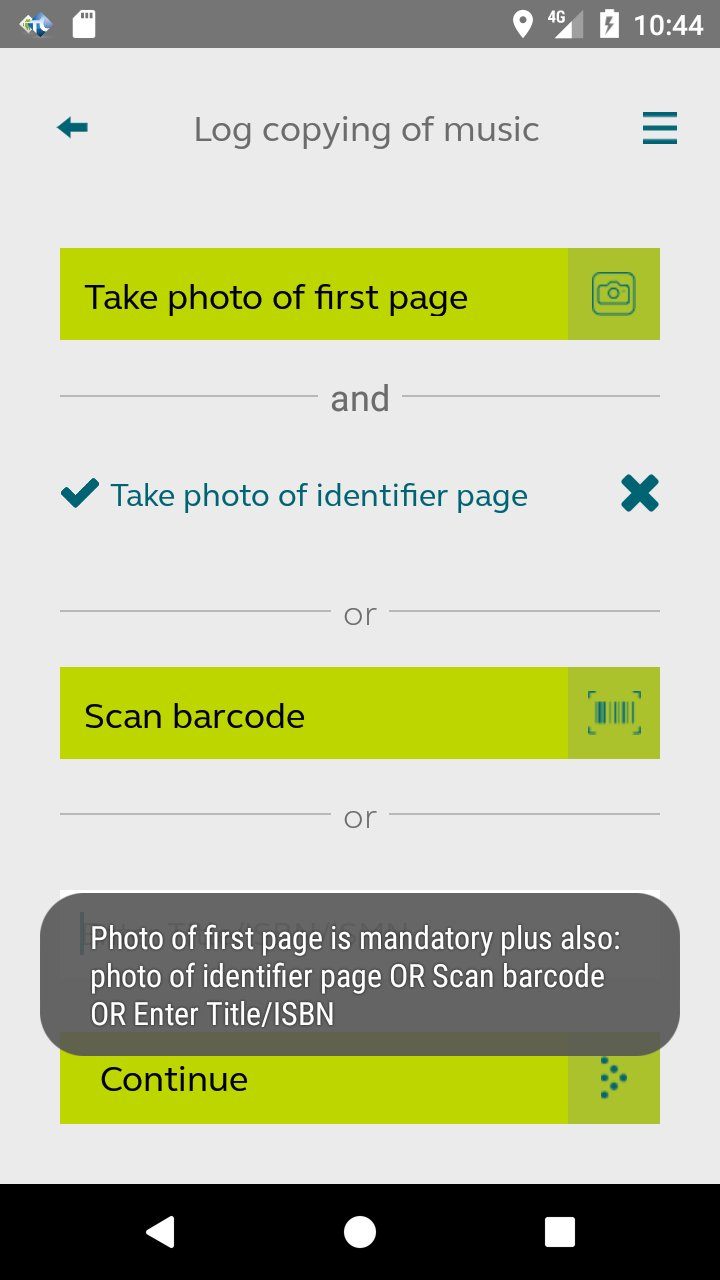 4G 10:44
Log copying of music
Take photo of first page
and
Take photo of identifier page
or
Scan barcode
or
Photo of first page is mandatory plus also:
photo of identifier page OR Scan barcode
OR Enter Title/ISBN
Continue